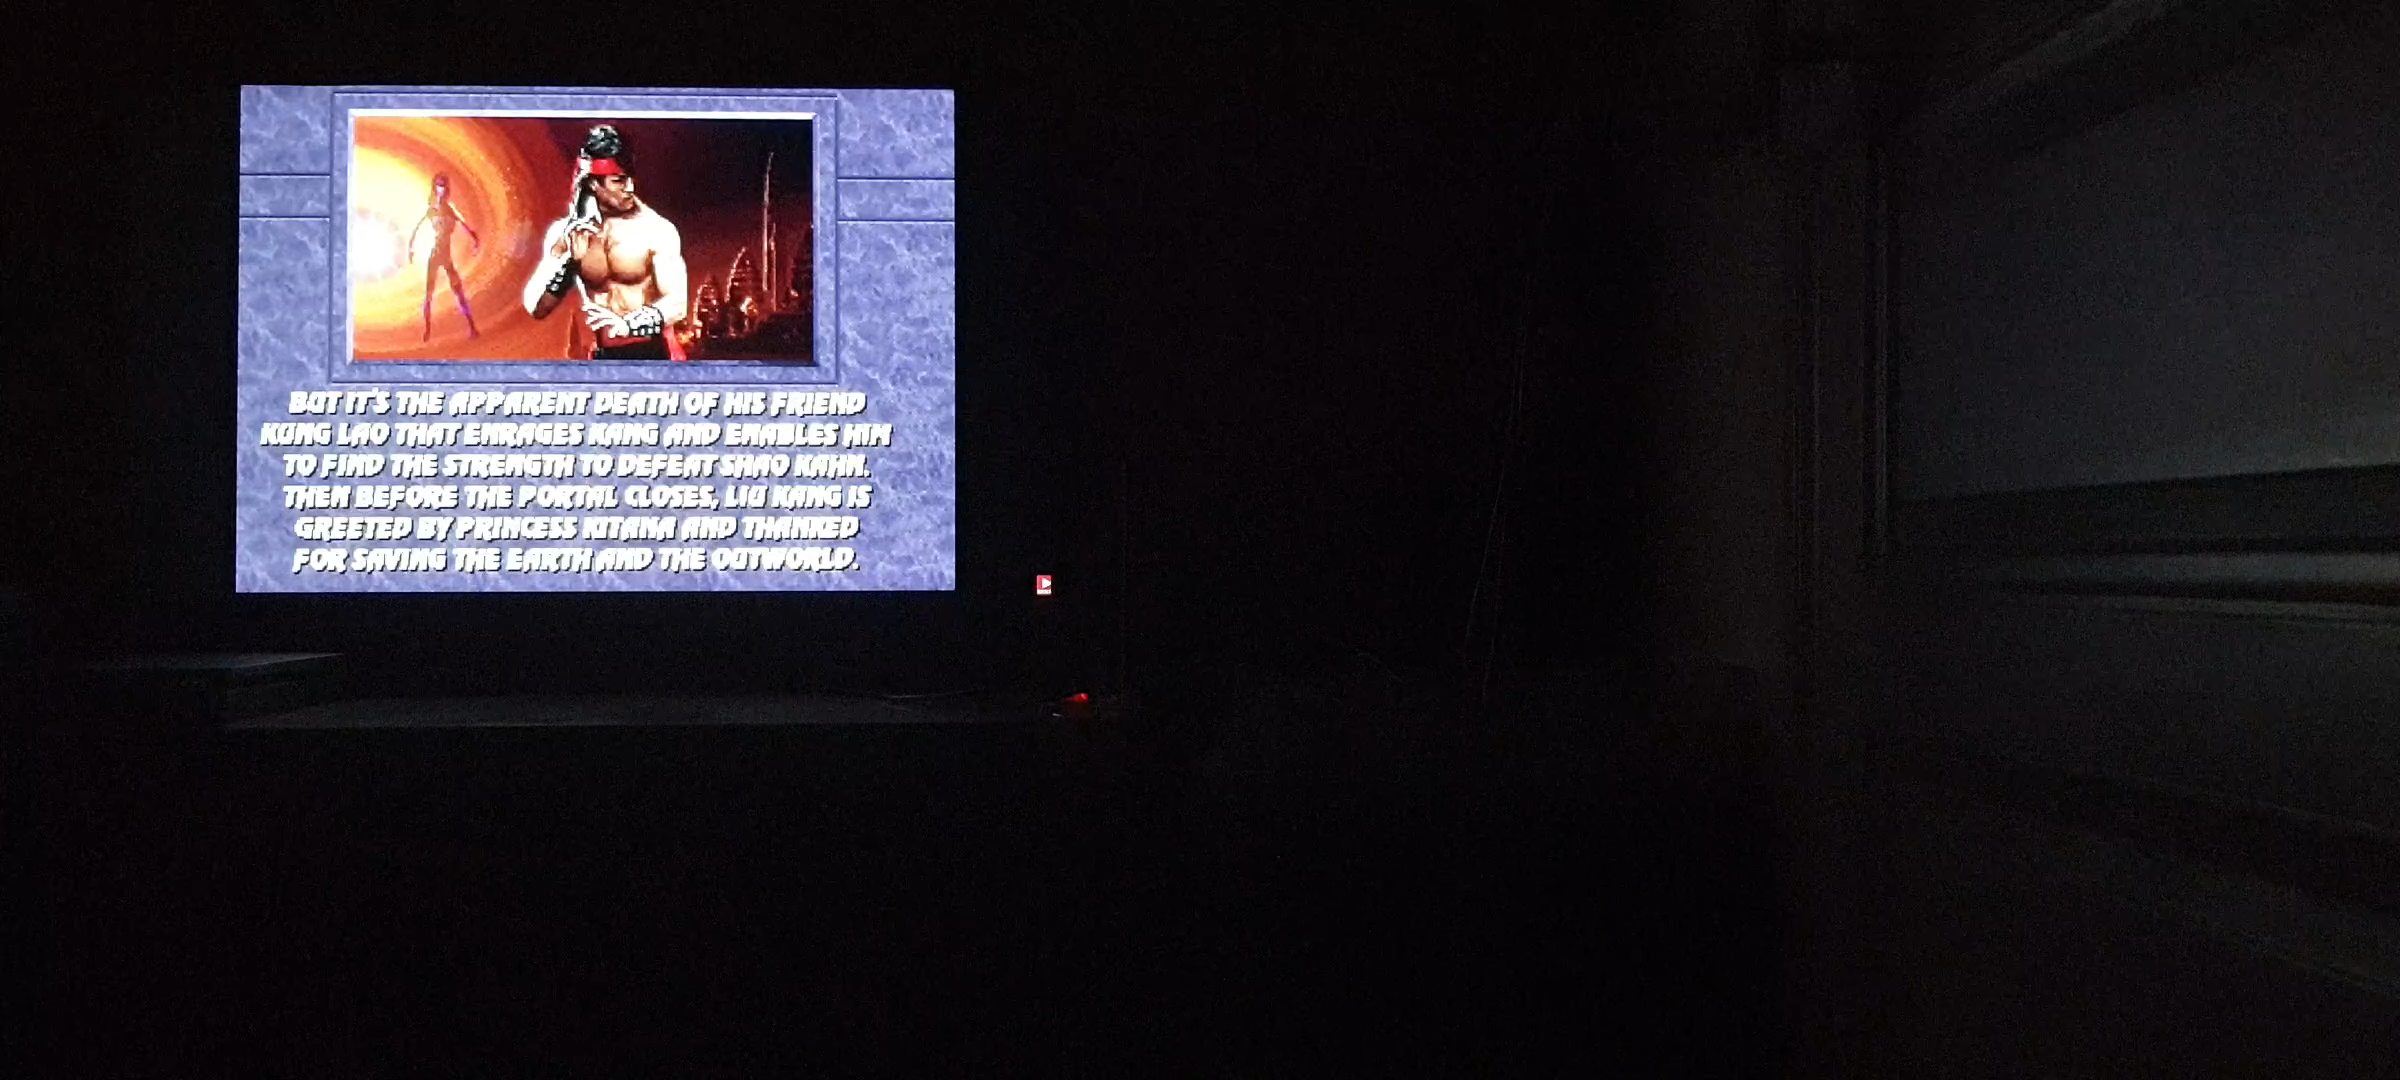 BUT IT'S THE APPARENT DEATH OF HIS FRIEND
KUNG LAO THAT ENRAGES KANG AND ENABLES HIM
TO FIND THE STRENGTH TO DEFEAT SHAO KAHN.
THEN BEFORE THE PORTAL CLOSES, LIU KANG IS
GREETED BY PRINCESS KITANA AND THANKED
FOR SAVING THE EARTH AND THE OUTWORLD.